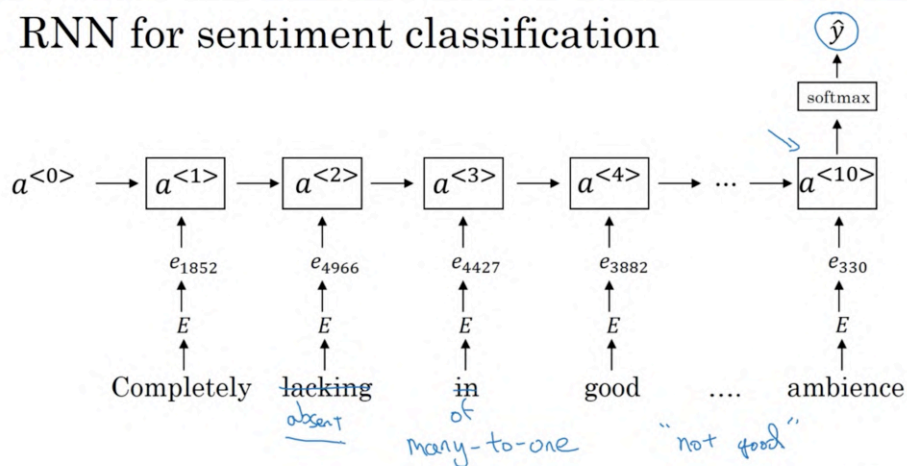 RNN for sentiment classification
ŷ
softmax
a<0> a<1> a<2> a<3> a<4> ... a<10>
e1852 e4966 e4427 e3882 e330
E E E E E
Completely lacking in good .... ambience
absent of
many-to-one "not good"